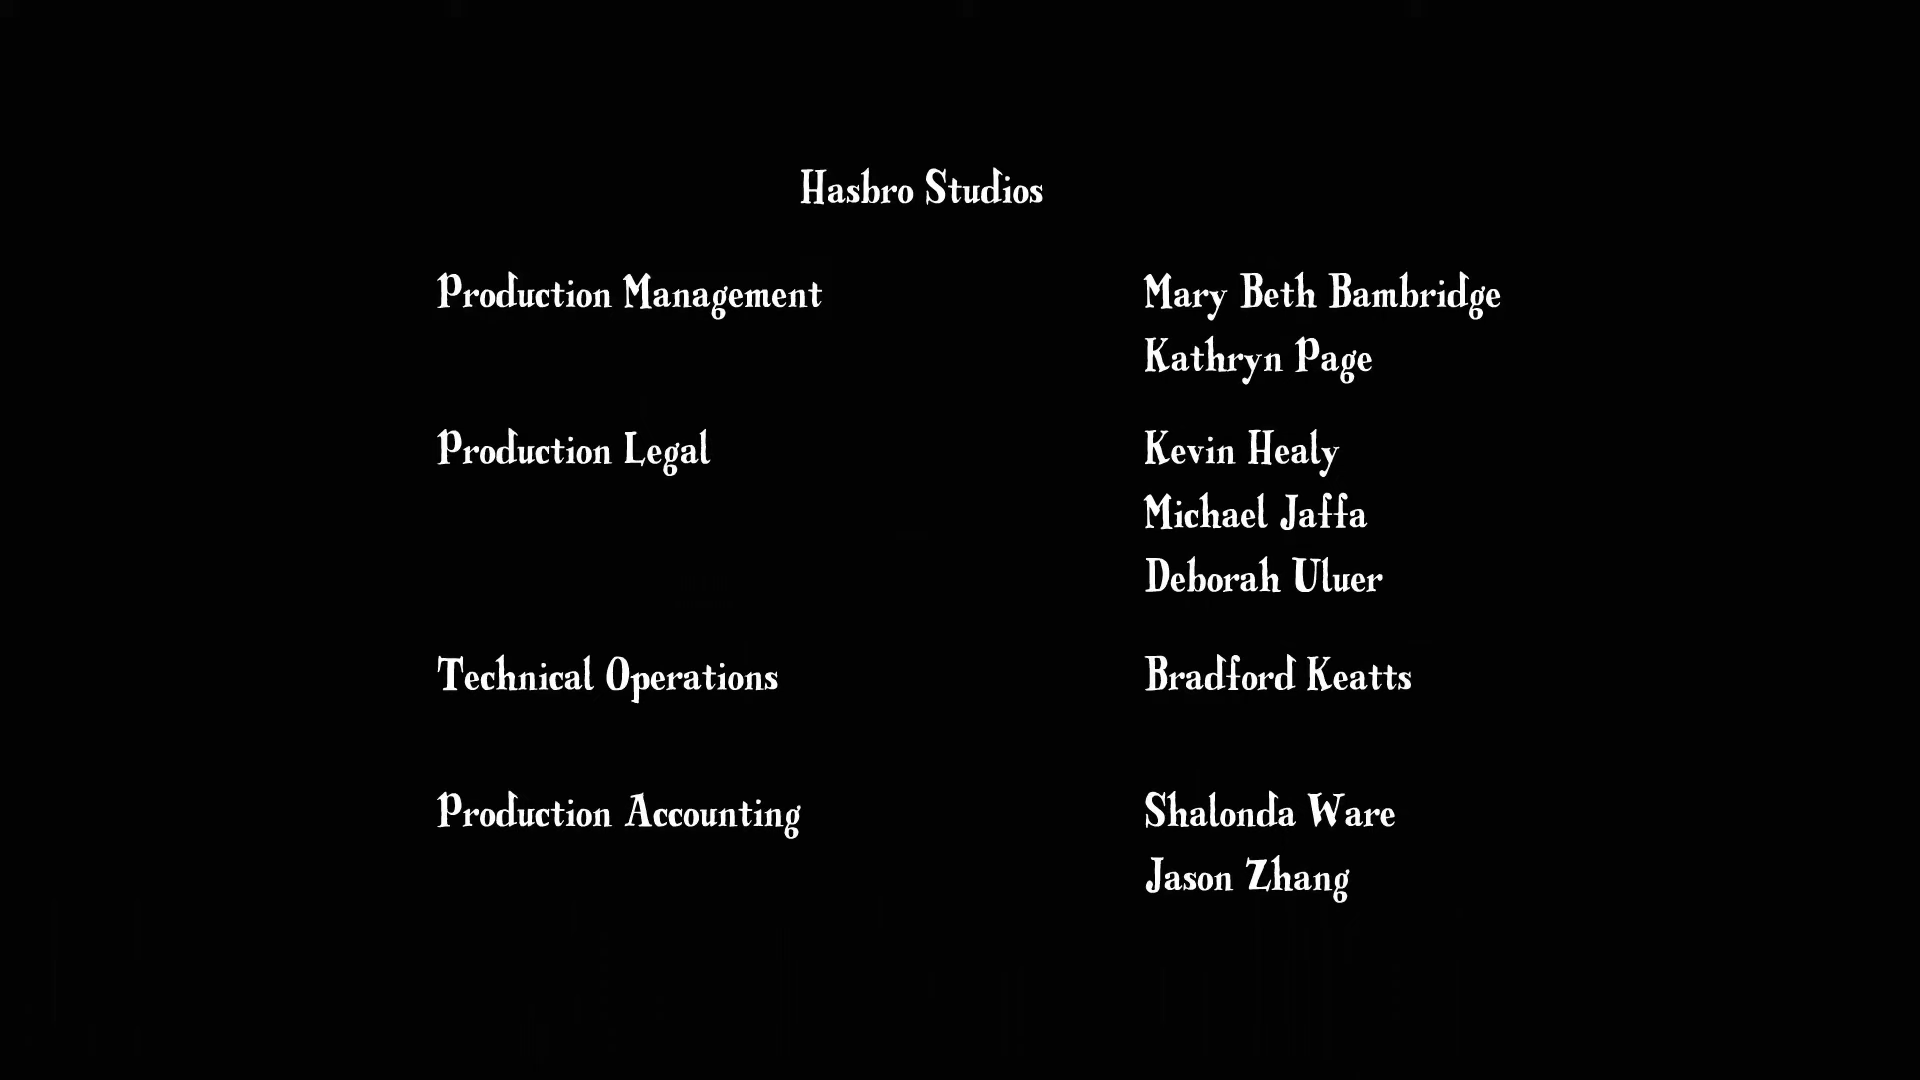 Hasbro Studios
Production Management Mary Beth Bambridge
Kathryn Page
Production Legal Kevin Healy
Michael Jaffa
Deborah Uluer
Technical Operations Bradford Keatts
Production Accounting Shalonda Ware
Jason Zhang